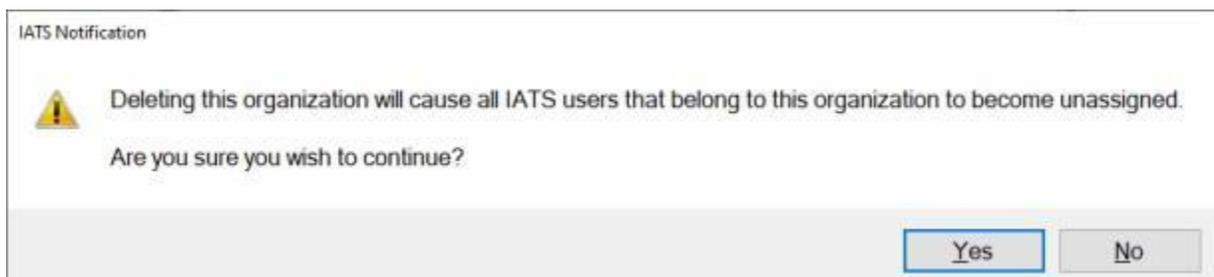 IATS Notification
Deleting this organization will cause all IATS users that belong to this organization to become unassigned.
Are you sure you wish to continue?
Yes No